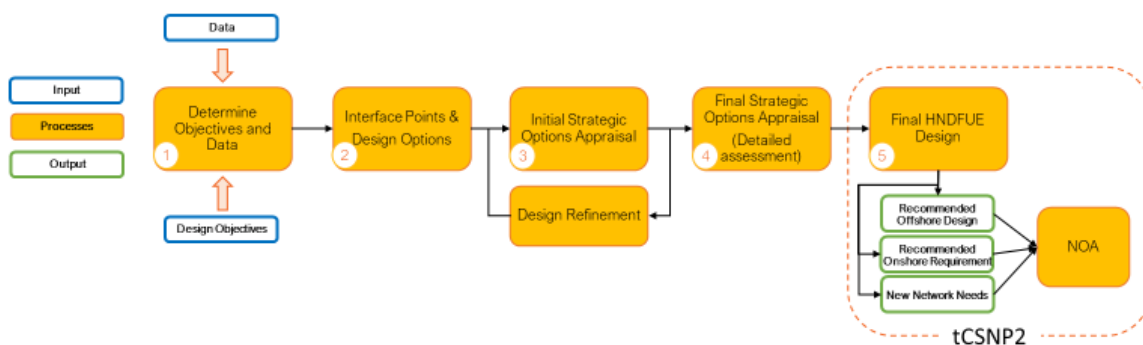 Data
Input
Processes
Output
Determine
Objectives and
Data
1
Design Objectives
Interface Points &
Design Options
2
Initial Strategic
Options Appraisal
3
Design Refinement
Final Strategic
Options Appraisal
(Detailed
assessment)
4
Final HNDFUE
Design
5
Recommended
Offshore Design
Recommended
Onshore Requirement
New Network Needs
NOA
tCSNP2